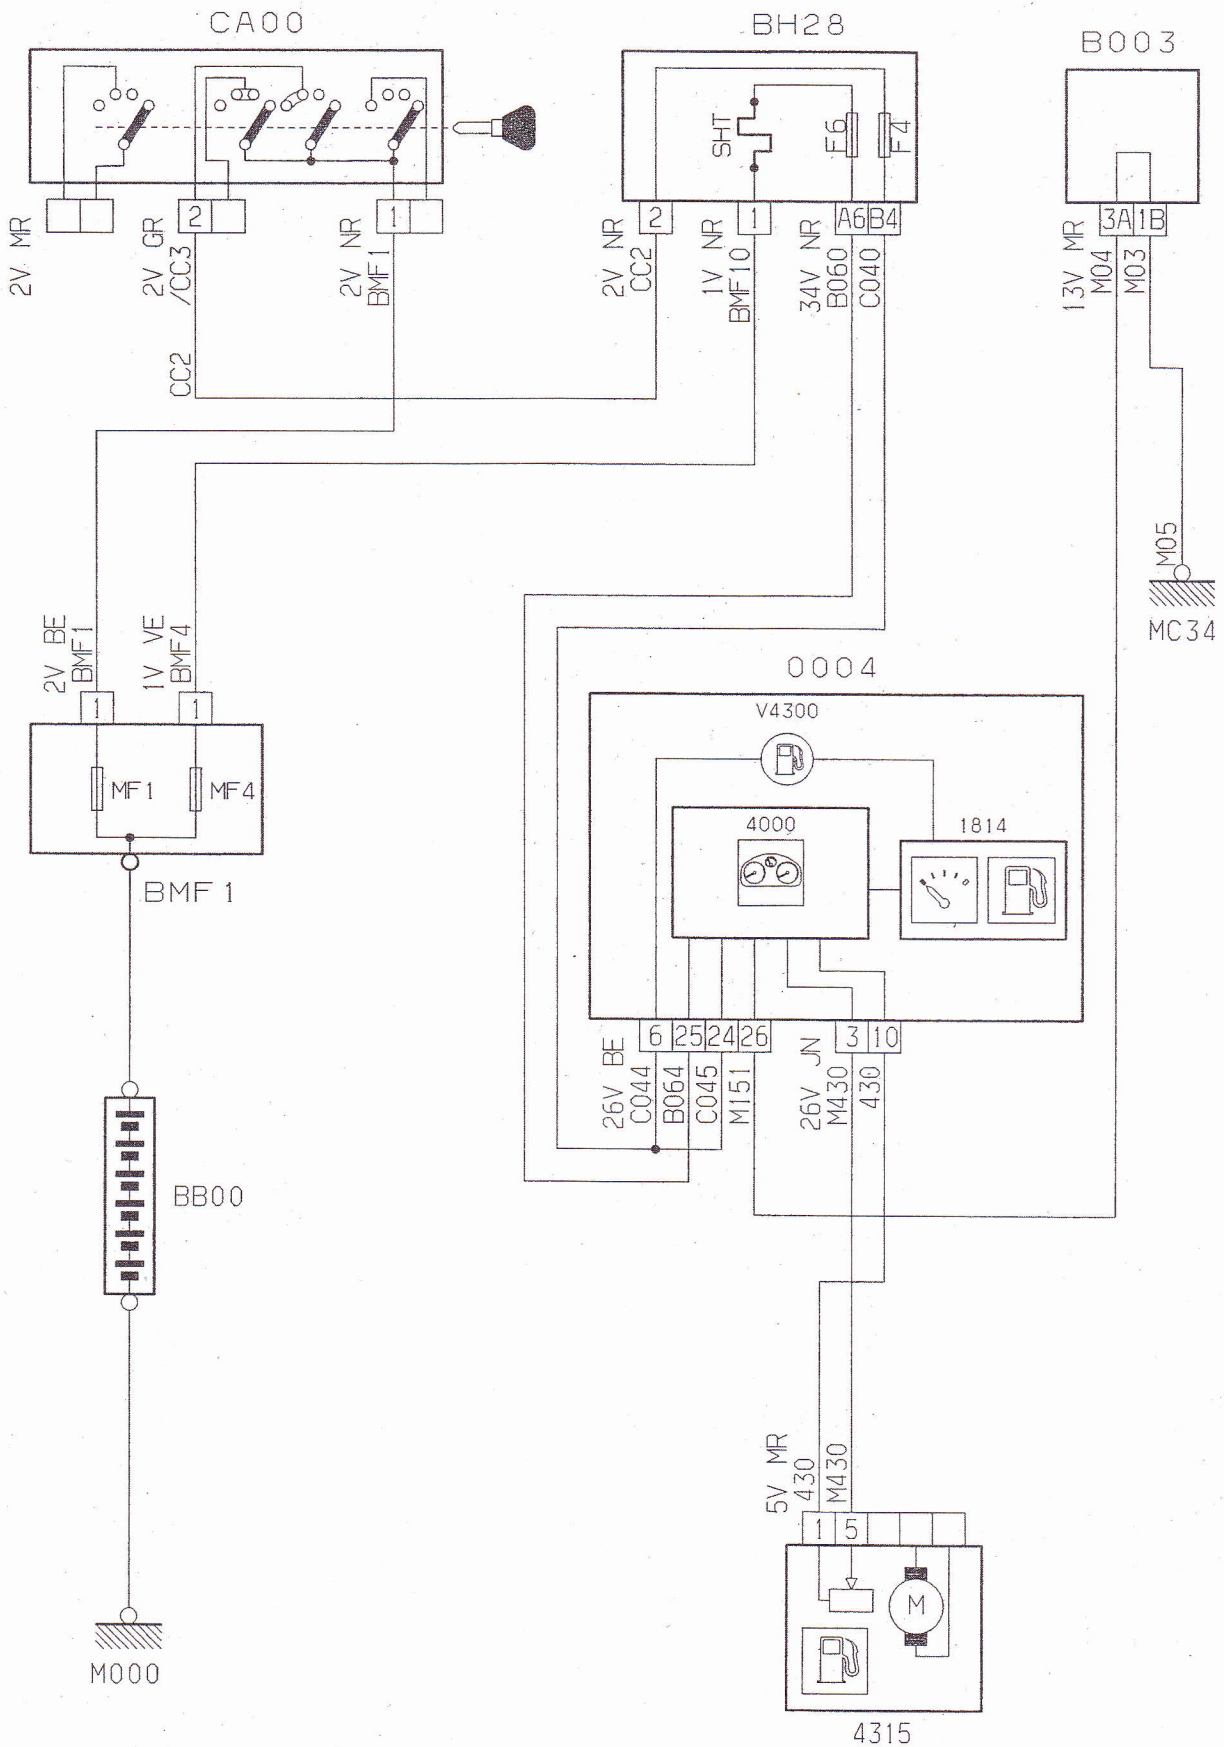 CA00
BH28
B003
SHT
F6
F4
2
1
2
1
A6
B4
3A
1B
2V MR
2V GR
/CC3
2V NR
BMF1
2V NR
CC2
1V NR
BMF10
34V NR
B060
C040
13V MR
M04
M03
CC2
M05
MC34
2V BE
BMF1
1V VE
BMF4
1
1
MF1
MF4
BMF1
0004
V4300
4000
1814
6
25
24
26
3
10
26V BE
C044
B064
C045
M151
26V JN
M430
430
BB00
5V MR
430
M430
1
5
M
M000
4315